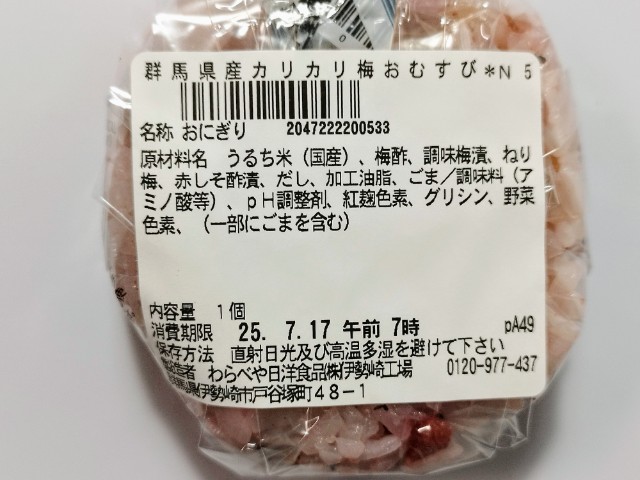 群馬県産カリカリ梅おむすび＊N 5
名称 おにぎり 2047222200533
原材料名 うるち米（国産）、梅酢、調味梅漬、ねり
梅、赤しそ酢漬、だし、加工油脂、ごま／調味料（ア
ミノ酸等）、pH調整剤、紅麹色素、グリシン、野菜
色素、（一部にごまを含む）
内容量 1個
消費期限 25. 7.17 午前 7時 pA49
保存方法 直射日光及び高温多湿を避けて下さい
製造者 わらべや日洋食品㈱伊勢崎工場 0120-977-437
群馬県伊勢崎市戸谷塚町48-1